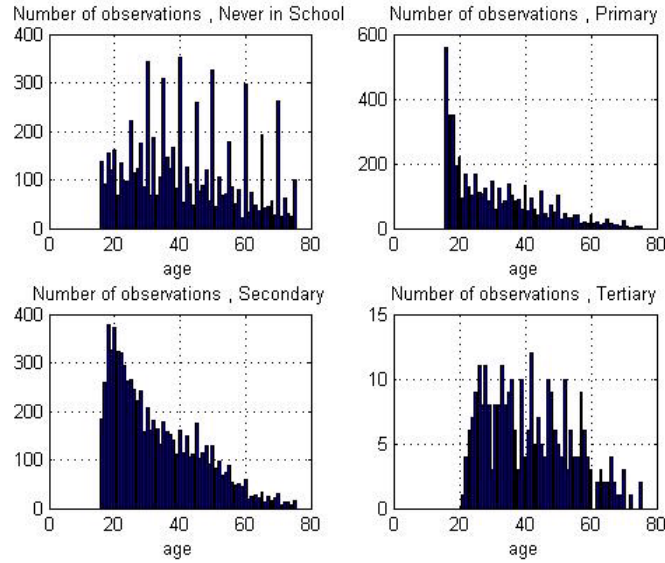 Number of observations , Never in School
400
300
200
100
0
0 20 40 60 80
age
Number of observations , Primary
600
400
200
0
0 20 40 60 80
age
Number of observations , Secondary
400
300
200
100
0
0 20 40 60 80
age
Number of observations , Tertiary
15
10
5
0
0 20 40 60 80
age